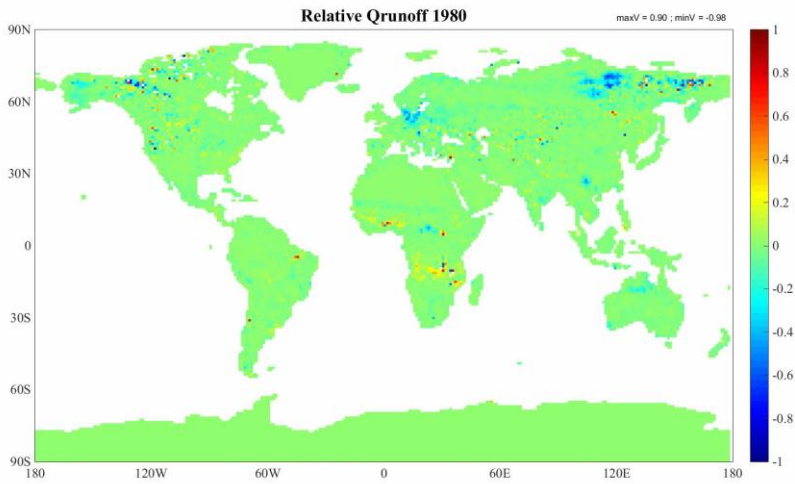 Relative Qrunoff 1980
maxV = 0.90 ; minV = -0.98
90N
60N
30N
0
30S
60S
90S
180
120W
60W
0
60E
120E
180
1
0.8
0.6
0.4
0.2
0
-0.2
-0.4
-0.6
-0.8
-1